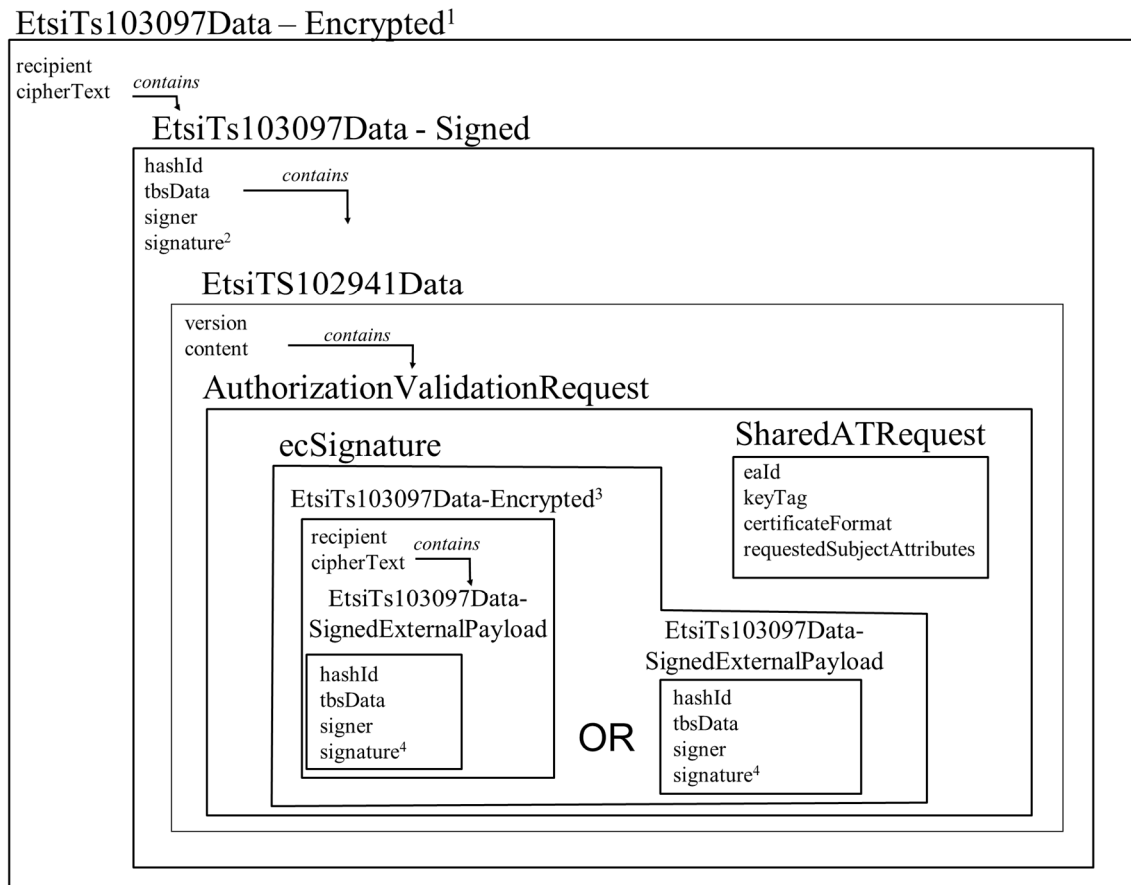 EtsiTs103097Data – Encrypted¹
recipient
cipherText
contains
EtsiTs103097Data - Signed
hashId
tbsData
contains
signer
signature²
EtsiTS102941Data
version
content
contains
AuthorizationValidationRequest
ecSignature
SharedATRequest
eaId
keyTag
certificateFormat
requestedSubjectAttributes
EtsiTs103097Data-Encrypted³
recipient
cipherText
contains
EtsiTs103097Data-
SignedExternalPayload
hashId
tbsData
signer
signature⁴
OR
EtsiTs103097Data-
SignedExternalPayload
hashId
tbsData
signer
signature⁴